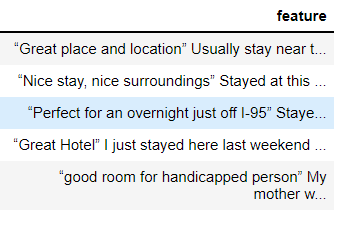 feature
“Great place and location” Usually stay near t...
“Nice stay, nice surroundings” Stayed at this ...
“Perfect for an overnight just off I-95” Staye...
“Great Hotel” I just stayed here last weekend ...
“good room for handicapped person” My
mother w...